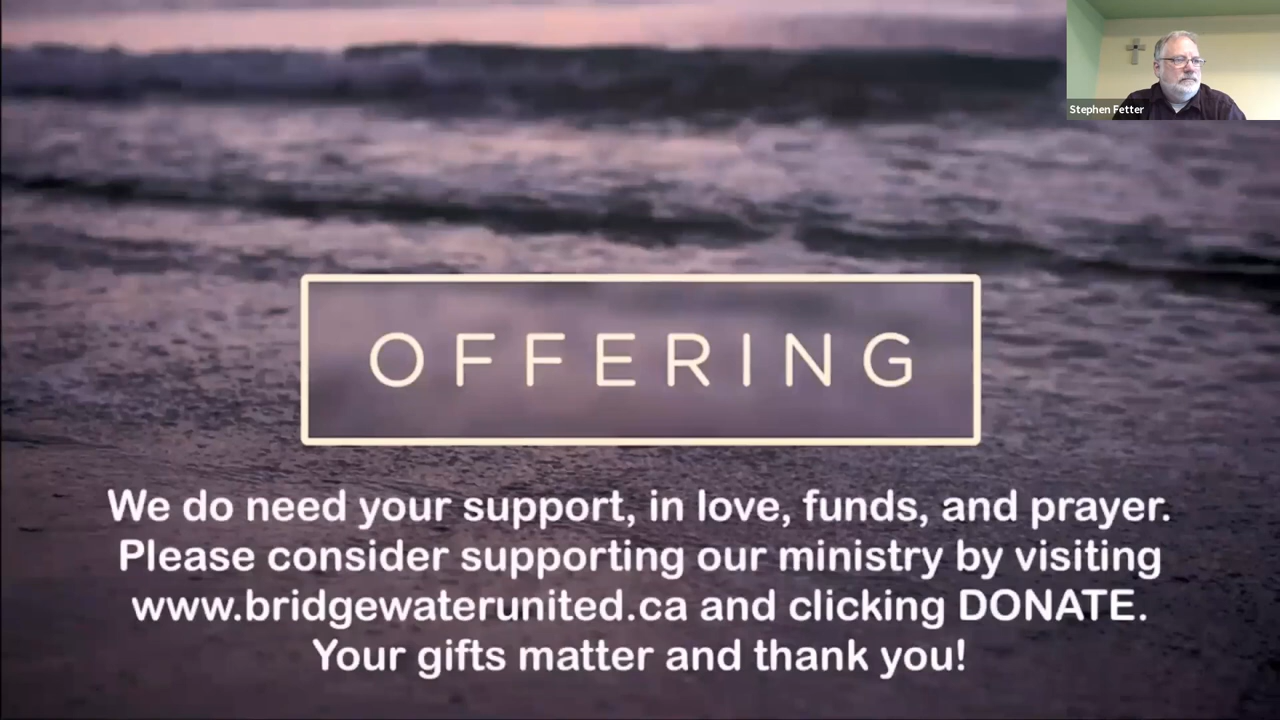 Stephen Fetter
OFFERING
We do need your support, in love, funds, and prayer.
Please consider supporting our ministry by visiting
www.bridgewaterunited.ca and clicking DONATE.
Your gifts matter and thank you!